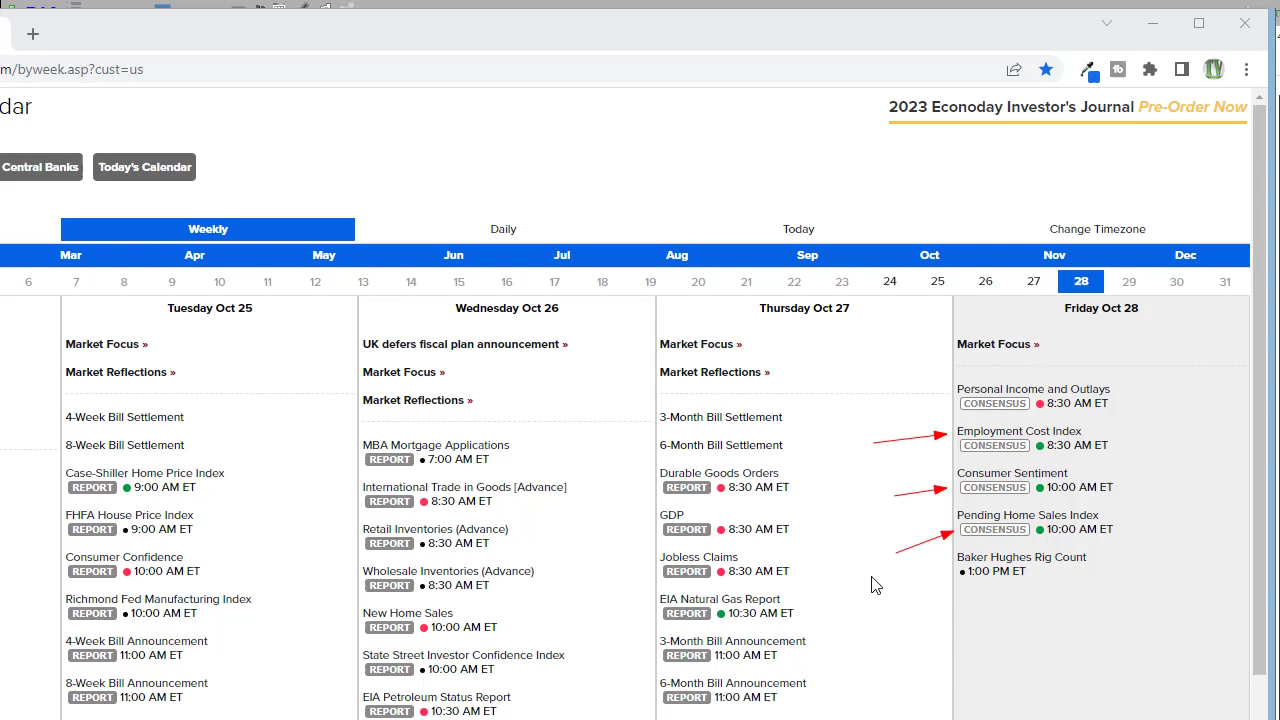 m/byweek.asp?cust=us
dar
2023 Econoday Investor's Journal Pre-Order Now
Central Banks
Today's Calendar
Weekly Daily Today Change Timezone
Mar Apr May Jun Jul Aug Sep Oct Nov Dec
6 7 8 9 10 11 12 13 14 15 16 17 18 19 20 21 22 23 24 25 26 27 28 29 30 31
Tuesday Oct 25
Market Focus »
Market Reflections »
4-Week Bill Settlement
8-Week Bill Settlement
Case-Shiller Home Price Index
REPORT 9:00 AM ET
FHFA House Price Index
REPORT 9:00 AM ET
Consumer Confidence
REPORT 10:00 AM ET
Richmond Fed Manufacturing Index
REPORT 10:00 AM ET
4-Week Bill Announcement
REPORT 11:00 AM ET
8-Week Bill Announcement
REPORT 11:00 AM ET
Wednesday Oct 26
UK defers fiscal plan announcement »
Market Focus »
Market Reflections »
MBA Mortgage Applications
REPORT 7:00 AM ET
International Trade in Goods [Advance]
REPORT 8:30 AM ET
Retail Inventories (Advance)
REPORT 8:30 AM ET
Wholesale Inventories (Advance)
REPORT 8:30 AM ET
New Home Sales
REPORT 10:00 AM ET
State Street Investor Confidence Index
REPORT 10:00 AM ET
EIA Petroleum Status Report
REPORT 10:30 AM ET
Thursday Oct 27
Market Focus »
Market Reflections »
3-Month Bill Settlement
6-Month Bill Settlement
Durable Goods Orders
REPORT 8:30 AM ET
GDP
REPORT 8:30 AM ET
Jobless Claims
REPORT 8:30 AM ET
EIA Natural Gas Report
REPORT 10:30 AM ET
3-Month Bill Announcement
REPORT 11:00 AM ET
6-Month Bill Announcement
REPORT 11:00 AM ET
Friday Oct 28
Market Focus »
Personal Income and Outlays
CONSENSUS 8:30 AM ET
Employment Cost Index
CONSENSUS 8:30 AM ET
Consumer Sentiment
CONSENSUS 10:00 AM ET
Pending Home Sales Index
CONSENSUS 10:00 AM ET
Baker Hughes Rig Count
1:00 PM ET